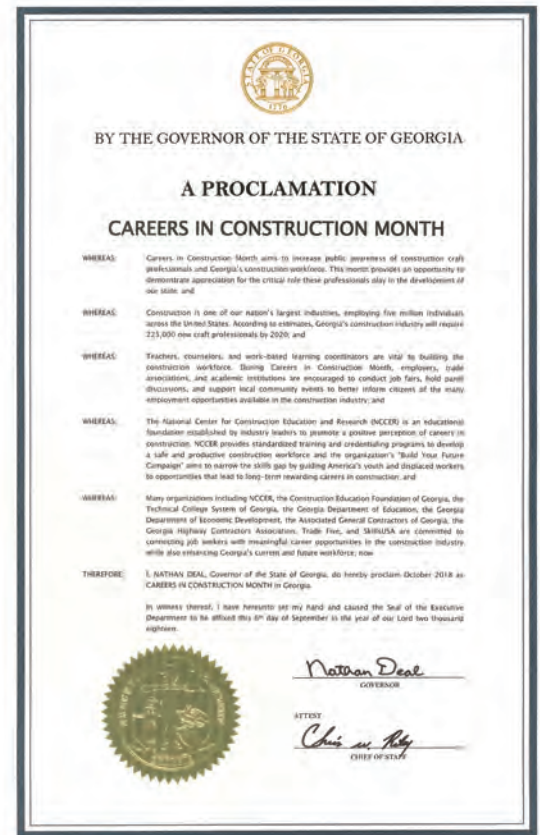 STATE OF GEORGIA
1776
BY THE GOVERNOR OF THE STATE OF GEORGIA
A PROCLAMATION
CAREERS IN CONSTRUCTION MONTH
WHEREAS: Careers in Construction Month aims to increase public awareness of construction craft
professionals and Georgia's construction workforce. This month provides an opportunity to
demonstrate appreciation for the critical role these professionals play in the development of
our state; and
WHEREAS: Construction is one of our nation's largest industries, employing five million individuals
across the United States. According to estimates, Georgia's construction industry will require
223,000 new craft professionals by 2020; and
WHEREAS: Teachers, counselors, and work-based learning coordinators are vital to building the
construction workforce. During Careers in Construction Month, employers, trade
associations, and academic institutions are encouraged to conduct job fairs, hold panel
discussions, and support local community events to better inform citizens of the many
employment opportunities available in the construction industry; and
WHEREAS: The National Center for Construction Education and Research (NCCER) is an educational
foundation established by industry leaders to promote a positive perception of careers in
construction. NCCER provides standardized training and credentialing programs to develop
a safe and productive construction workforce and the organization's "Build Your Future
Campaign" aims to narrow the skills gap by guiding America's youth and displaced workers
to opportunities that lead to long-term rewarding careers in construction; and
WHEREAS: Many organizations including NCCER, the Construction Education Foundation of Georgia, the
Technical College System of Georgia, the Georgia Department of Education, the Georgia
Department of Economic Development, the Associated General Contractors of Georgia, the
Georgia Highway Contractors Association, Trade Five, and SkillsUSA are committed to
connecting job seekers with meaningful career opportunities in the construction industry
while also enhancing Georgia's current and future workforce; now
THEREFORE: I, NATHAN DEAL, Governor of the State of Georgia, do hereby proclaim October 2018 as
CAREERS IN CONSTRUCTION MONTH in Georgia.
In witness thereof, I have hereunto set my hand and caused the Seal of the Executive
Department to be affixed this 6th day of September in the year of our Lord two thousand
eighteen.
Nathan Deal
GOVERNOR
ATTEST
Chris W. Riley
CHIEF OF STAFF